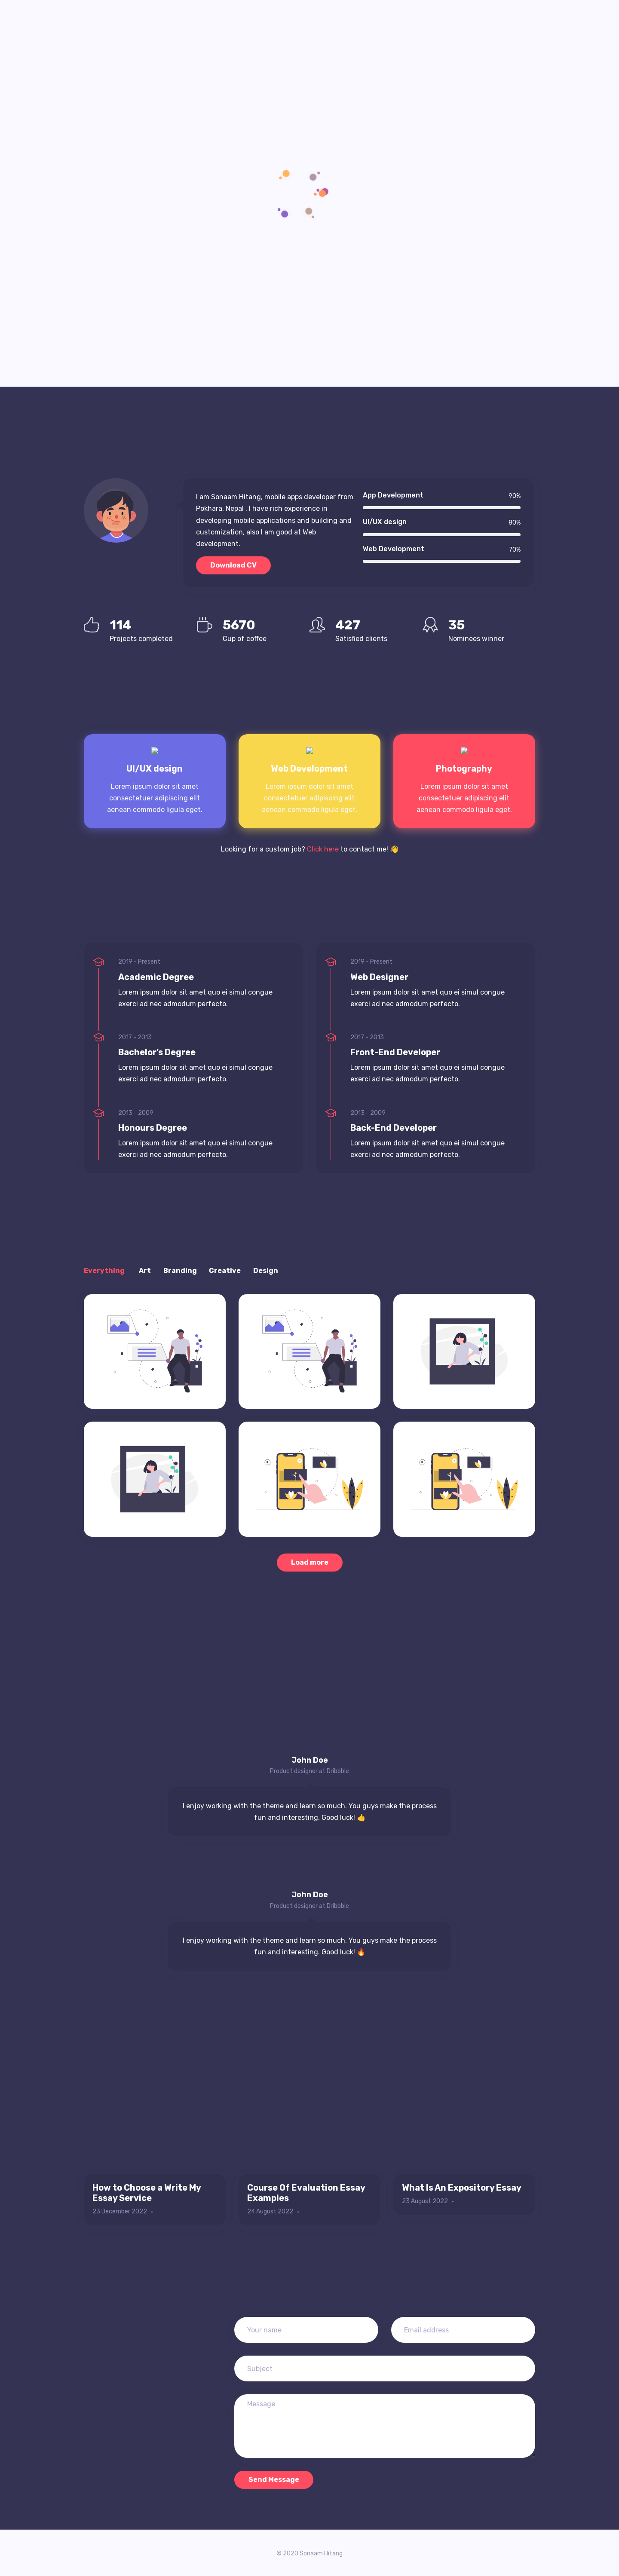 I am Sonaam Hitang, mobile apps developer from
Pokhara, Nepal . I have rich experience in
developing mobile applications and building and
customization, also I am good at Web
development.
Download CV
App Development 90%
UI/UX design 80%
Web Development 70%
114
Projects completed
5670
Cup of coffee
427
Satisfied clients
35
Nominees winner
UI/UX design
Lorem ipsum dolor sit amet
consectetuer adipiscing elit
aenean commodo ligula eget.
Web Development
Lorem ipsum dolor sit amet
consectetuer adipiscing elit
aenean commodo ligula eget.
Photography
Lorem ipsum dolor sit amet
consectetuer adipiscing elit
aenean commodo ligula eget.
Looking for a custom job? Click here to contact me! 👋
2019 - Present
Academic Degree
Lorem ipsum dolor sit amet quo ei simul congue
exerci ad nec admodum perfecto.
2017 - 2013
Bachelor's Degree
Lorem ipsum dolor sit amet quo ei simul congue
exerci ad nec admodum perfecto.
2013 - 2009
Honours Degree
Lorem ipsum dolor sit amet quo ei simul congue
exerci ad nec admodum perfecto.
2019 - Present
Web Designer
Lorem ipsum dolor sit amet quo ei simul congue
exerci ad nec admodum perfecto.
2017 - 2013
Front-End Developer
Lorem ipsum dolor sit amet quo ei simul congue
exerci ad nec admodum perfecto.
2013 - 2009
Back-End Developer
Lorem ipsum dolor sit amet quo ei simul congue
exerci ad nec admodum perfecto.
Everything Art Branding Creative Design
Load more
John Doe
Product designer at Dribbble
I enjoy working with the theme and learn so much. You guys make the process
fun and interesting. Good luck! 👍
John Doe
Product designer at Dribbble
I enjoy working with the theme and learn so much. You guys make the process
fun and interesting. Good luck! 🔥
How to Choose a Write My
Essay Service
23 December 2022 •
Course Of Evaluation Essay
Examples
24 August 2022 •
What Is An Expository Essay
23 August 2022 •
Your name
Email address
Subject
Message
Send Message
© 2020 Sonaam Hitang